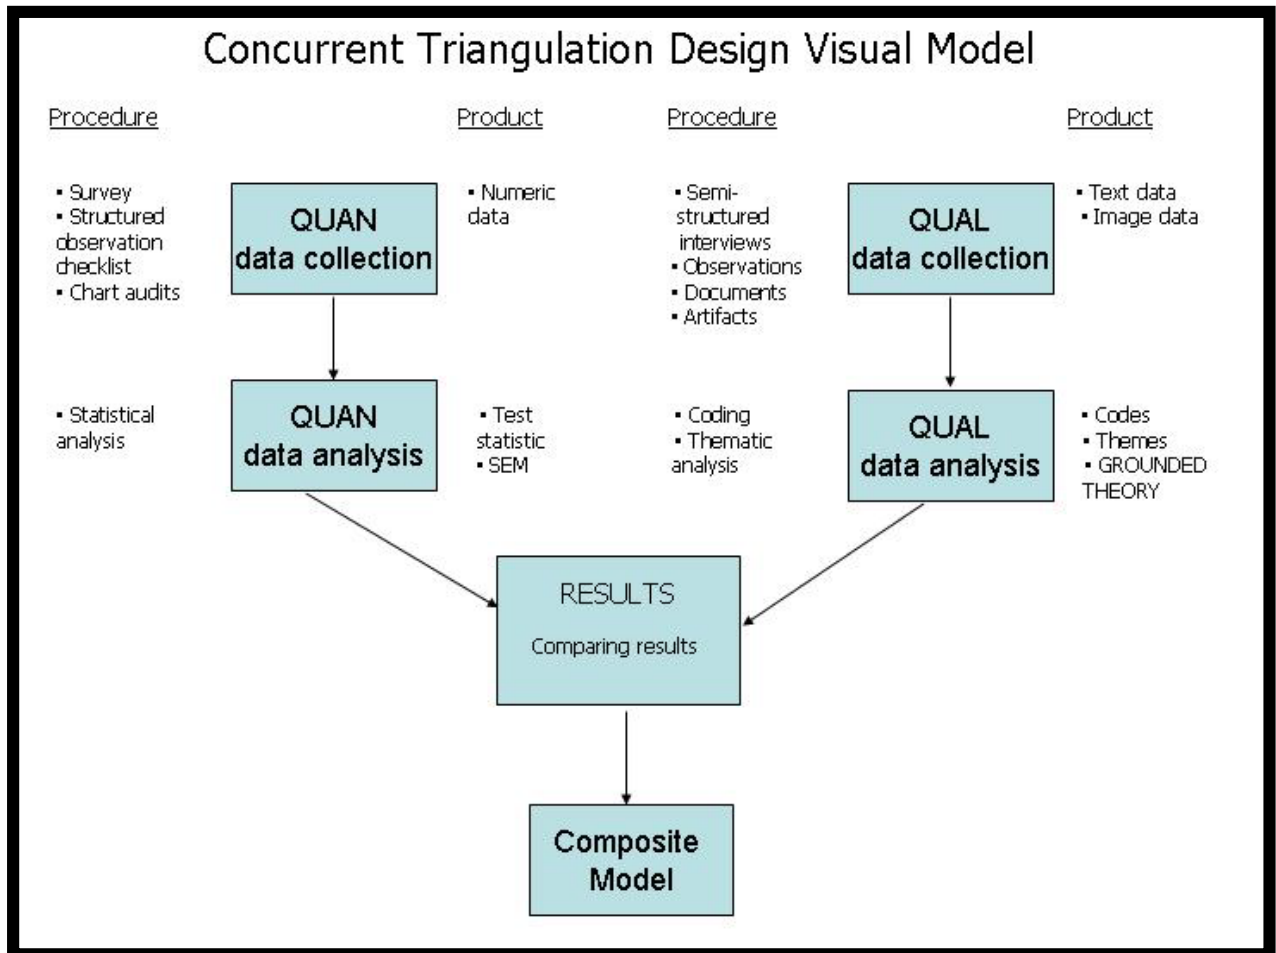 Concurrent Triangulation Design Visual Model
Procedure
Product
Procedure
Product
▪ Survey
▪ Structured
observation
checklist
▪ Chart audits
QUAN
data collection
▪ Numeric
data
▪ Semi-
structured
interviews
▪ Observations
▪ Documents
▪ Artifacts
QUAL
data collection
▪ Text data
▪ Image data
▪ Statistical
analysis
QUAN
data analysis
▪ Test
statistic
▪ SEM
▪ Coding
▪ Thematic
analysis
QUAL
data analysis
▪ Codes
▪ Themes
▪ GROUNDED
THEORY
RESULTS
Comparing results
Composite
Model